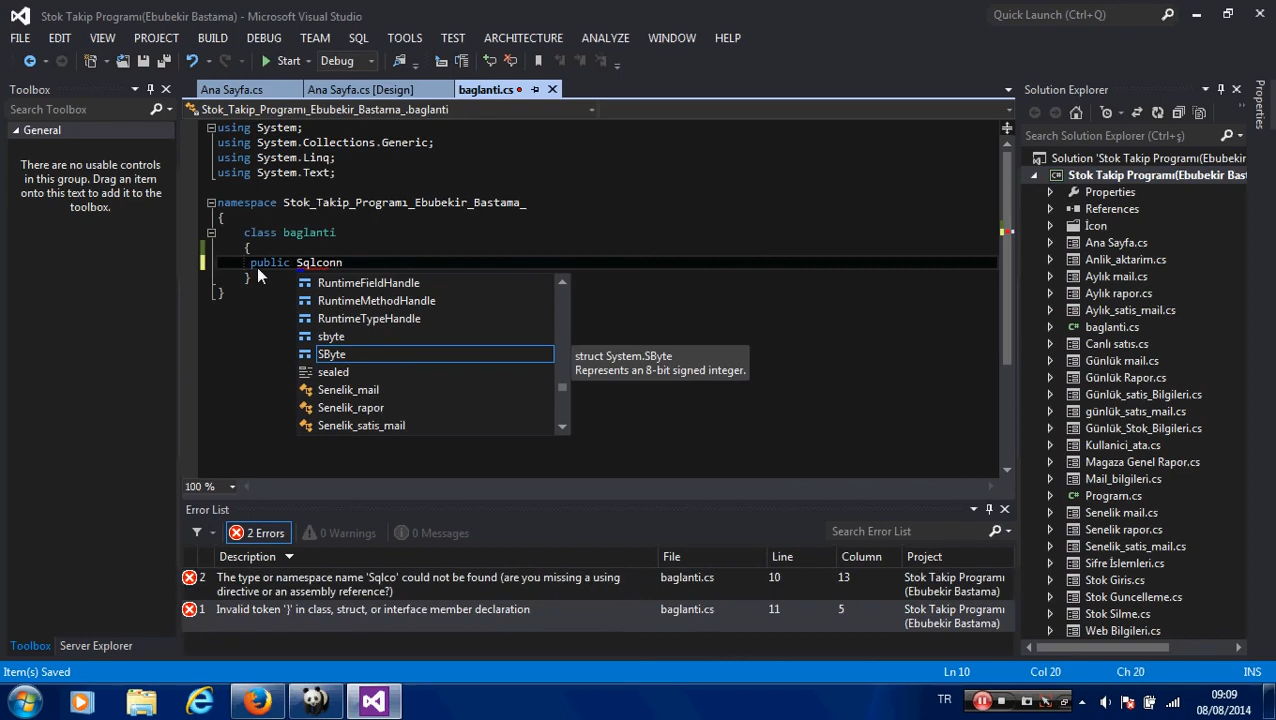 Stok Takip Programı(Ebubekir Bastama) - Microsoft Visual Studio
Quick Launch (Ctrl+Q)
FILE EDIT VIEW PROJECT BUILD DEBUG TEAM SQL TOOLS TEST ARCHITECTURE ANALYZE WINDOW HELP
Start Debug
Toolbox
Search Toolbox
General
There are no usable controls
in this group. Drag an item
onto this text to add it to the
toolbox.
Toolbox Server Explorer
Ana Sayfa.cs Ana Sayfa.cs [Design] baglanti.cs
Stok_Takip_Programı_Ebubekir_Bastama_.baglanti
using System;
using System.Collections.Generic;
using System.Linq;
using System.Text;
namespace Stok_Takip_Programı_Ebubekir_Bastama_
{
class baglanti
{
public Sqlconn
}
}
RuntimeFieldHandle
RuntimeMethodHandle
RuntimeTypeHandle
sbyte
SByte
sealed
Senelik_mail
Senelik_rapor
Senelik_satis_mail
struct System.SByte
Represents an 8-bit signed integer.
100 %
Error List
2 Errors 0 Warnings 0 Messages
Search Error List
Description File Line Column Project
2 The type or namespace name 'Sqlco' could not be found (are you missing a using
directive or an assembly reference?)
baglanti.cs 10 13 Stok Takip Programı
(Ebubekir Bastama)
1 Invalid token '}' in class, struct, or interface member declaration baglanti.cs 11 5 Stok Takip Programı
(Ebubekir Bastama)
Solution Explorer
Search Solution Explorer (Ctrl+ş)
Solution 'Stok Takip Programı(Ebubekir
Stok Takip Programı(Ebubekir Bast
Properties
References
İcon
Ana Sayfa.cs
Anlik_aktarim.cs
Aylık rapor.cs
Aylık_satis_mail.cs
baglanti.cs
Canlı satıs.cs
Günlük mail.cs
Günlük Rapor.cs
Günlük_satis_Bilgileri.cs
günlük_satıs_mail.cs
Günlük_Stok_Bilgileri.cs
Kullanici_ata.cs
Magaza Genel Rapor.cs
Mail_bilgileri.cs
Program.cs
Senelik mail.cs
Senelik rapor.cs
Senelik_satis_mail.cs
Sifre İslemleri.cs
Stok Giris.cs
Stok Guncelleme.cs
Stok Silme.cs
Web Bilgileri.cs
Properties
Item(s) Saved
Ln 10 Col 20 Ch 20 INS
TR
09:09
08/08/2014